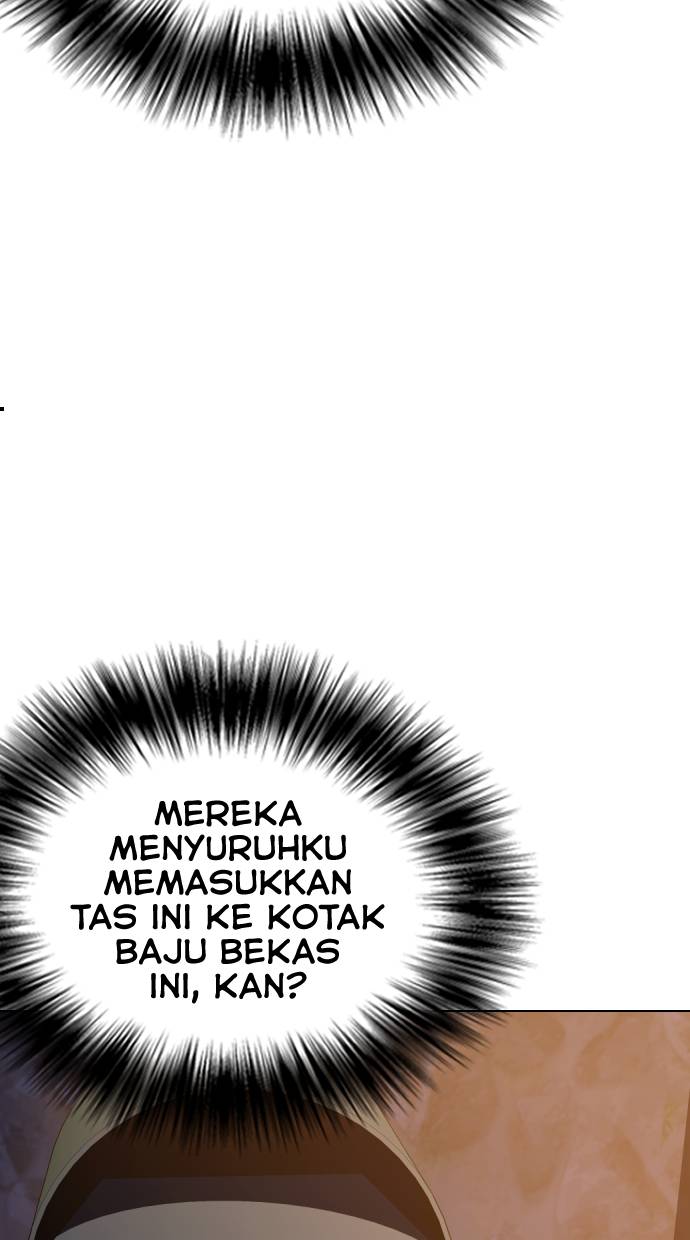 MEREKA
MENYURUHKU
MEMASUKKAN
TAS INI KE KOTAK
BAJU BEKAS
INI, KAN?